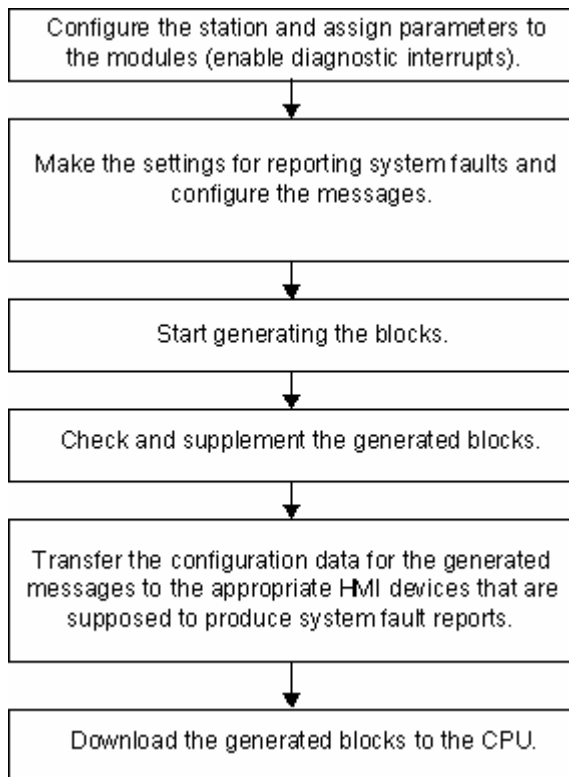 Configure the station and assign parameters to
the modules (enable diagnostic interrupts).
Make the settings for reporting system faults and
configure the messages.
Start generating the blocks.
Check and supplement the generated blocks.
Transfer the configuration data for the generated
messages to the appropriate HMI devices that are
supposed to produce system fault reports.
Download the generated blocks to the CPU.